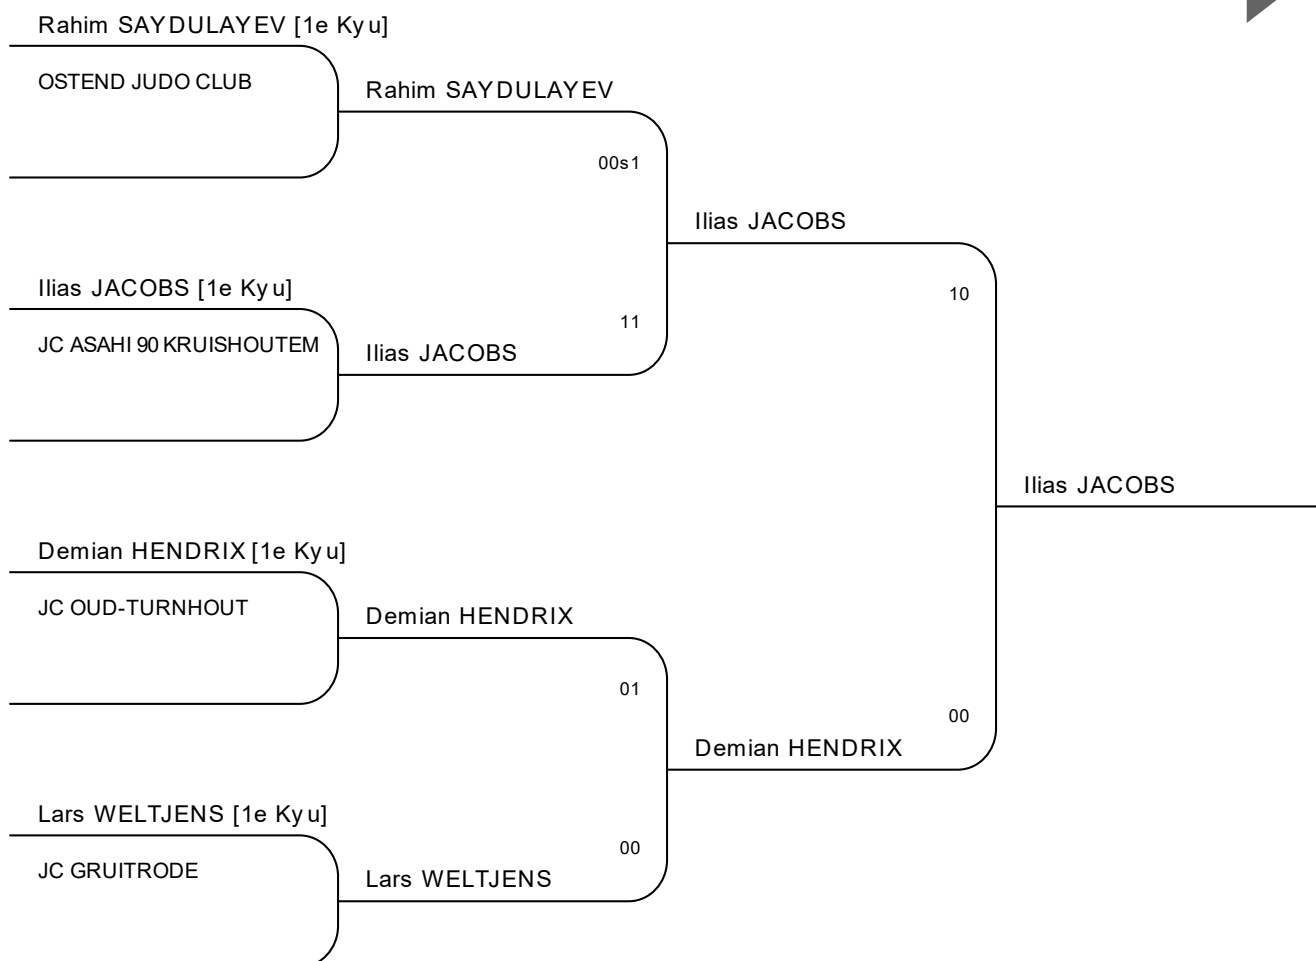 Rahim SAYDULAYEV [1e Kyu]
OSTEND JUDO CLUB
Rahim SAYDULAYEV
00s1
Ilias JACOBS
Ilias JACOBS [1e Kyu]
10
11
JC ASAHI 90 KRUISHOUTEM
Ilias JACOBS
Ilias JACOBS
Demian HENDRIX [1e Kyu]
JC OUD-TURNHOUT
Demian HENDRIX
01
00
Demian HENDRIX
Lars WELTJENS [1e Kyu]
00
JC GRUITRODE
Lars WELTJENS